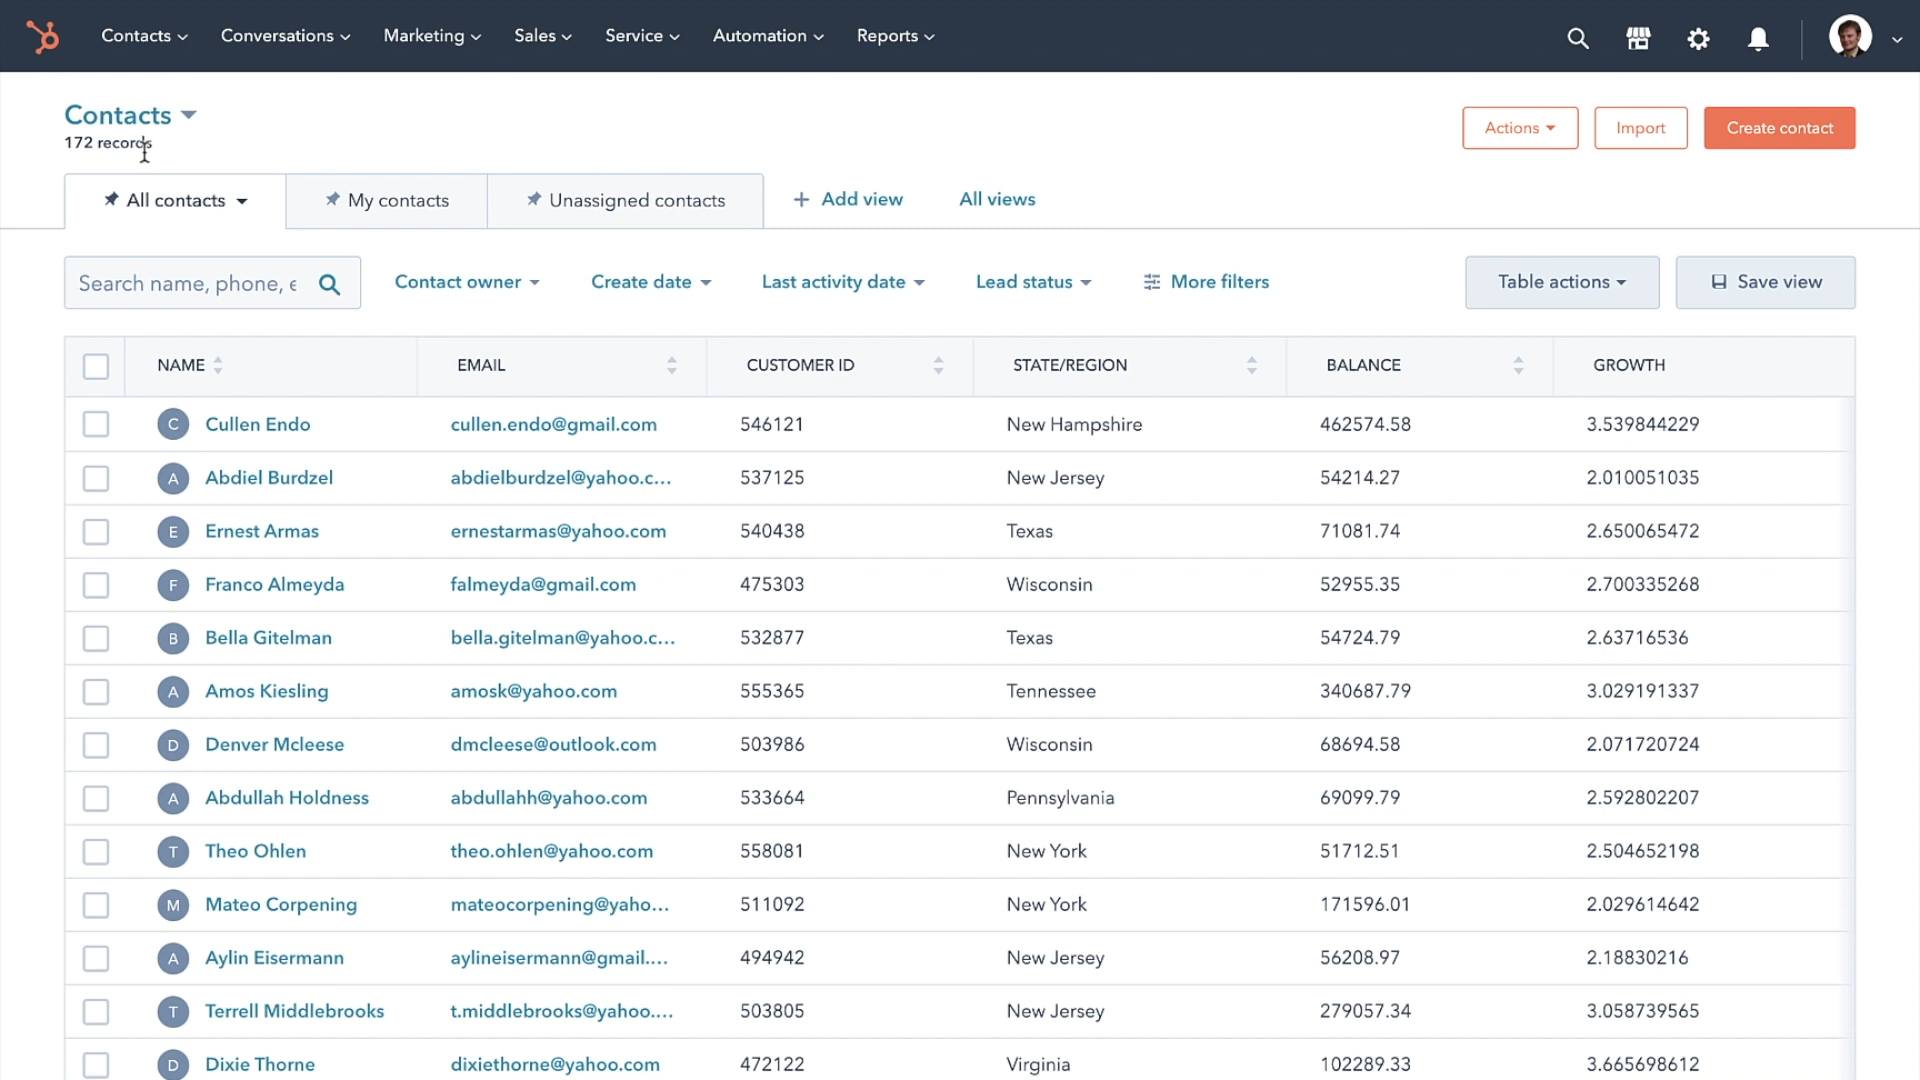 Contacts Conversations Marketing Sales Service Automation Reports
Contacts
172 records
Actions Import Create contact
All contacts My contacts Unassigned contacts + Add view All views
Search name, phone, e Contact owner Create date Last activity date Lead status More filters Table actions Save view
NAME EMAIL CUSTOMER ID STATE/REGION BALANCE GROWTH
C Cullen Endo cullen.endo@gmail.com 546121 New Hampshire 462574.58 3.539844229
A Abdiel Burdzel abdielburdzel@yahoo.c... 537125 New Jersey 54214.27 2.010051035
E Ernest Armas ernestarmas@yahoo.com 540438 Texas 71081.74 2.650065472
F Franco Almeyda falmeyda@gmail.com 475303 Wisconsin 52955.35 2.700335268
B Bella Gitelman bella.gitelman@yahoo.c... 532877 Texas 54724.79 2.63716536
A Amos Kiesling amosk@yahoo.com 555365 Tennessee 340687.79 3.029191337
D Denver Mcleese dmcleese@outlook.com 503986 Wisconsin 68694.58 2.071720724
A Abdullah Holdness abdullahh@yahoo.com 533664 Pennsylvania 69099.79 2.592802207
T Theo Ohlen theo.ohlen@yahoo.com 558081 New York 51712.51 2.504652198
M Mateo Corpening mateocorpening@yaho... 511092 New York 171596.01 2.029614642
A Aylin Eisermann aylineisermann@gmail.... 494942 New Jersey 56208.97 2.18830216
T Terrell Middlebrooks t.middlebrooks@yahoo.... 503805 New Jersey 279057.34 3.058739565
D Dixie Thorne dixiethorne@yahoo.com 472122 Virginia 102289.33 3.665698612